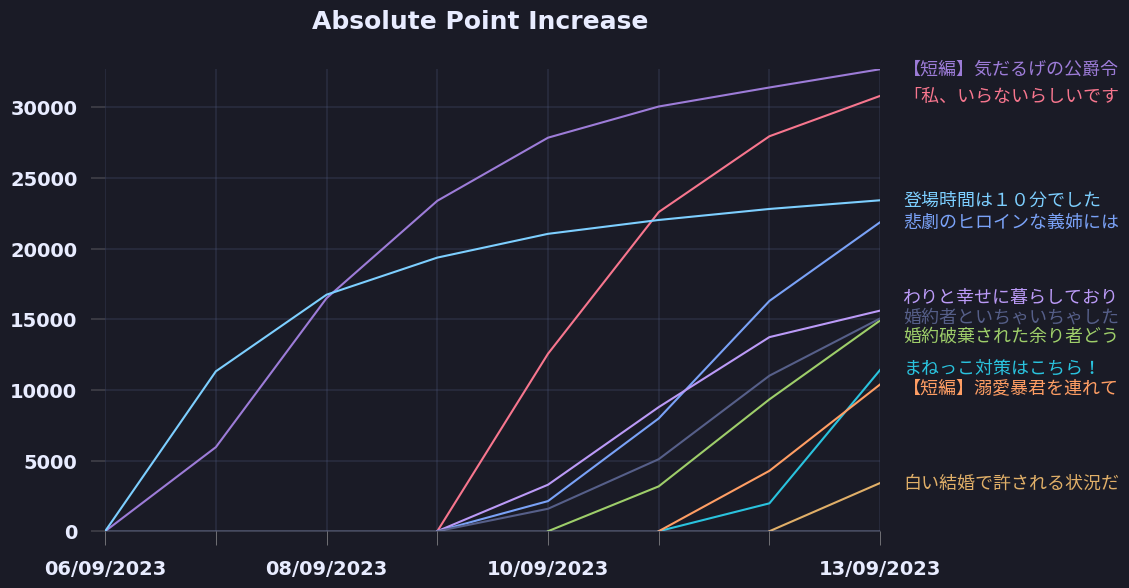 Absolute Point Increase
30000
25000
20000
15000
10000
5000
0
06/09/2023
08/09/2023
10/09/2023
13/09/2023
【短編】気だるげの公爵令
「私、いらないらしいです
登場時間は１０分でした
悲劇のヒロインな義姉には
わりと幸せに暮らしており
婚約者といちゃいちゃした
婚約破棄された余り者どう
まねっこ対策はこちら！
【短編】溺愛暴君を連れて
白い結婚で許される状況だ